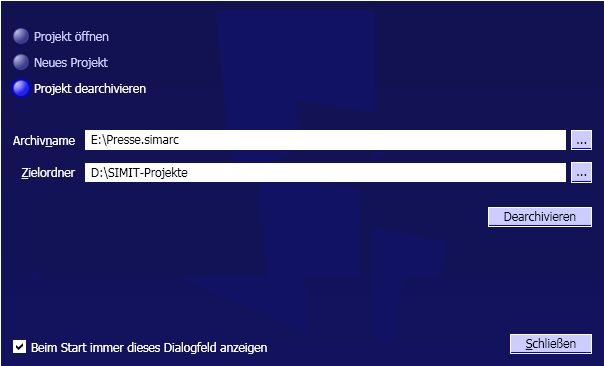 Projekt öffnen
Neues Projekt
Projekt dearchivieren
Archivname E:\Presse.simarc ...
Zielordner D:\SIMIT-Projekte ...
Dearchivieren
Beim Start immer dieses Dialogfeld anzeigen
Schließen